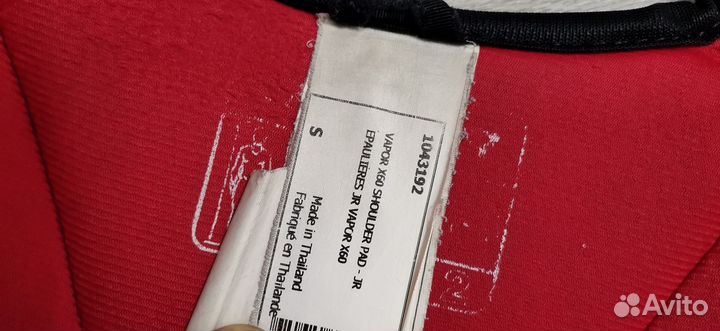 1043192
VAPOR X60 SHOULDER PAD - JR
EPAULIERES JR VAPOR X60
S
Made in Thailand
Fabriqué en Thaïlande
Avito